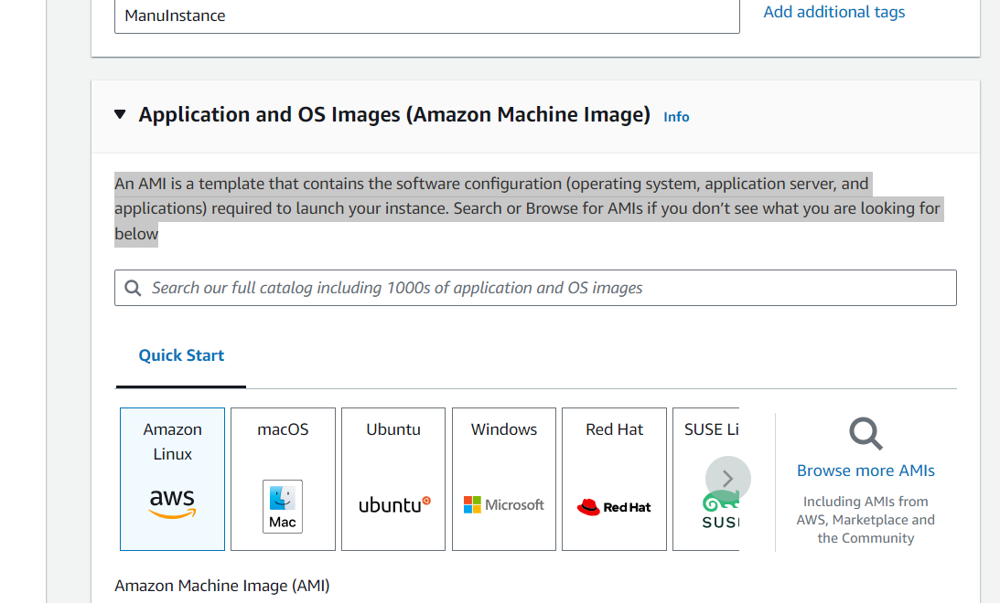 ManuInstance
Add additional tags
Application and OS Images (Amazon Machine Image) Info
An AMI is a template that contains the software configuration (operating system, application server, and
applications) required to launch your instance. Search or Browse for AMIs if you don’t see what you are looking for
below
Search our full catalog including 1000s of application and OS images
Quick Start
Amazon
Linux
aws
macOS
Mac
Ubuntu
ubuntu
Windows
Microsoft
Red Hat
Red Hat
SUSE Li
SUS
Browse more AMIs
Including AMIs from
AWS, Marketplace and
the Community
Amazon Machine Image (AMI)